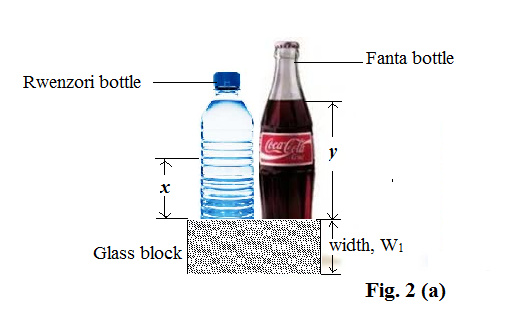 Fanta bottle
Rwenzori bottle
Coca-Cola
y
x
Glass block
width, W1
Fig. 2 (a)